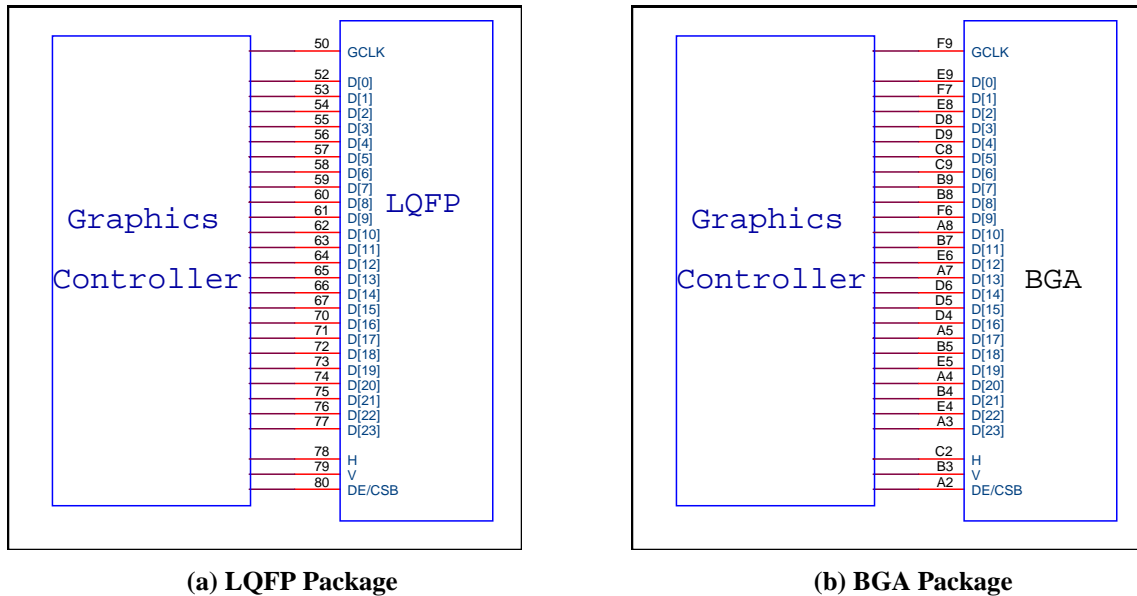 50 GCLK
52 D[0]
53 D[1]
54 D[2]
55 D[3]
56 D[4]
57 D[5]
58 D[6]
59 D[7]
60 D[8]
61 D[9]
62 D[10]
63 D[11]
64 D[12]
65 D[13]
66 D[14]
67 D[15]
70 D[16]
71 D[17]
72 D[18]
73 D[19]
74 D[20]
75 D[21]
76 D[22]
77 D[23]
78 H
79 V
80 DE/CSB
Graphics
Controller
LQFP
(a) LQFP Package
F9 GCLK
E9 D[0]
F7 D[1]
E8 D[2]
D8 D[3]
D9 D[4]
C8 D[5]
C9 D[6]
B9 D[7]
B8 D[8]
F6 D[9]
A8 D[10]
B7 D[11]
E6 D[12]
A7 D[13]
D6 D[14]
D5 D[15]
D4 D[16]
A5 D[17]
B5 D[18]
E5 D[19]
A4 D[20]
B4 D[21]
E4 D[22]
A3 D[23]
C2 H
B3 V
A2 DE/CSB
Graphics
Controller
BGA
(b) BGA Package